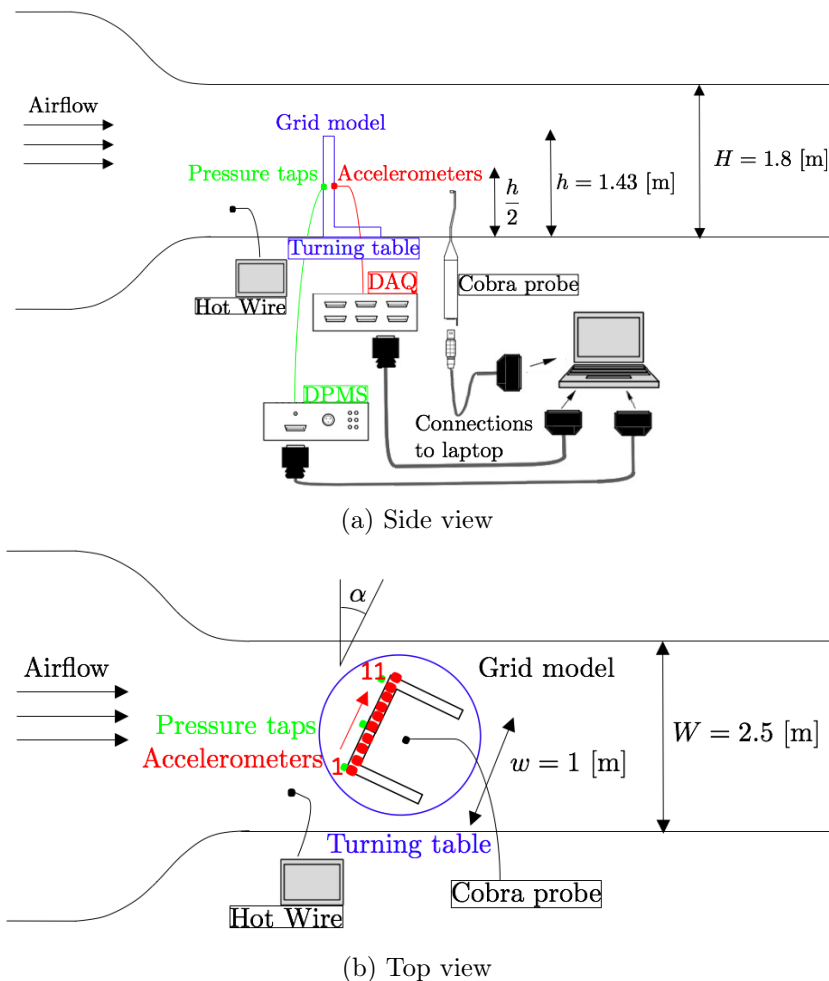 Airflow
Grid model
Pressure taps
Accelerometers
h/2
h = 1.43 [m]
H = 1.8 [m]
Turning table
Hot Wire
DAQ
Cobra probe
DPMS
Connections
to laptop
(a) Side view
α
Airflow
11
Grid model
Pressure taps
Accelerometers
1
w = 1 [m]
W = 2.5 [m]
Turning table
Hot Wire
Cobra probe
(b) Top view